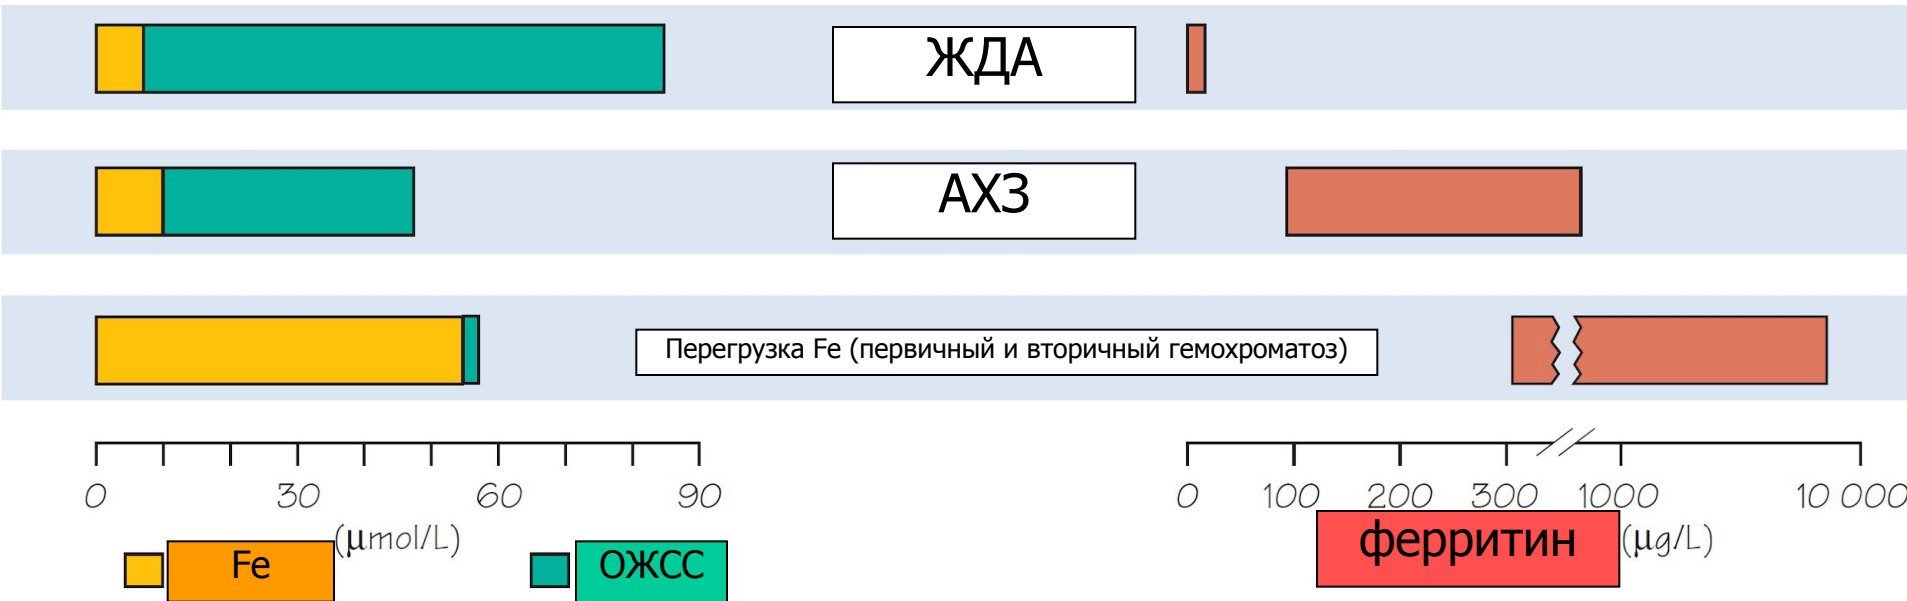 ЖДА
АХЗ
Перегрузка Fe (первичный и вторичный гемохроматоз)
0 30 60 90
0 100 200 300 1000 10 000
(µmol/L)
(µg/L)
Fe
ОЖСС
ферритин